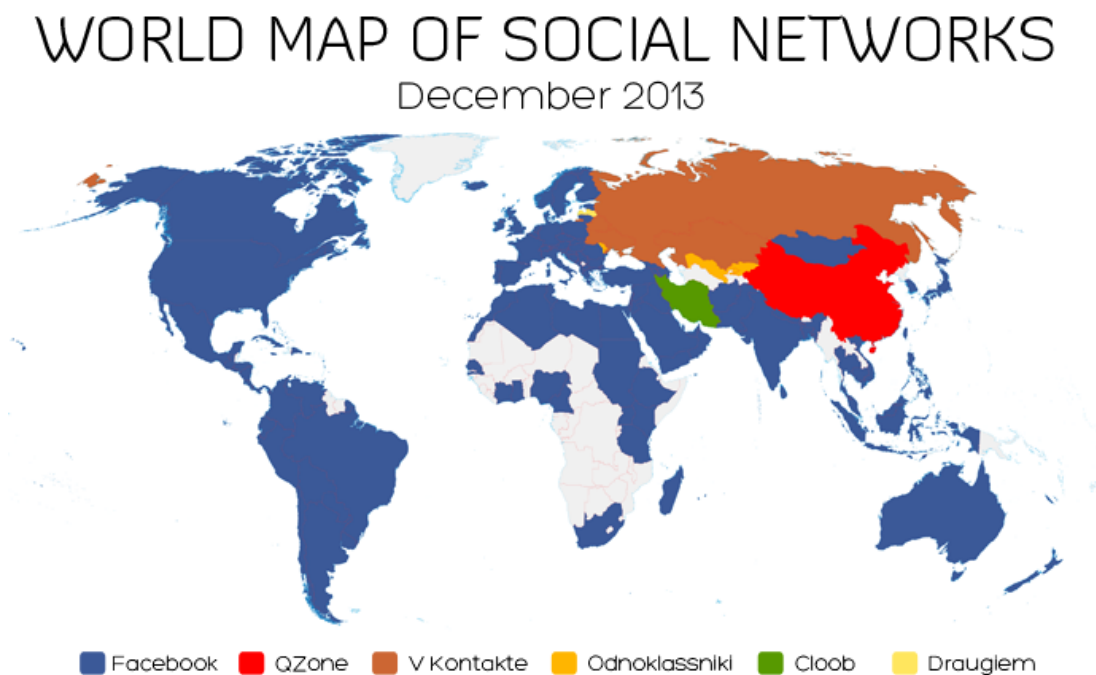 WORLD MAP OF SOCIAL NETWORKS
December 2013
Facebook QZone V Kontakte Odnoklassniki Cloob Draugiem